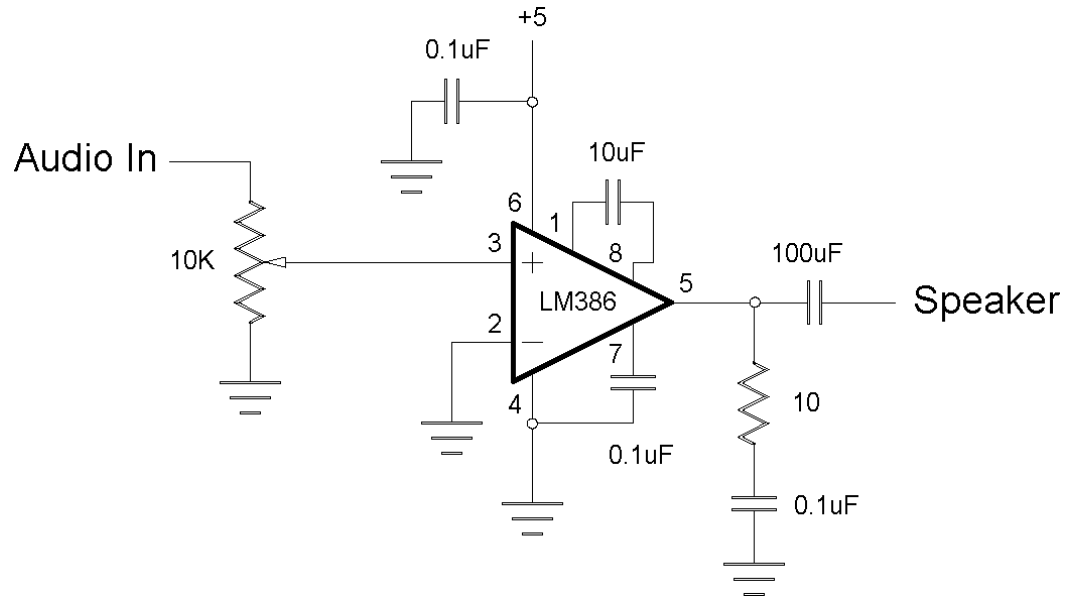 +5
0.1uF
Audio In
10uF
6
1
3
8
10K
+
5
100uF
LM386
Speaker
2
—
7
4
10
0.1uF
0.1uF